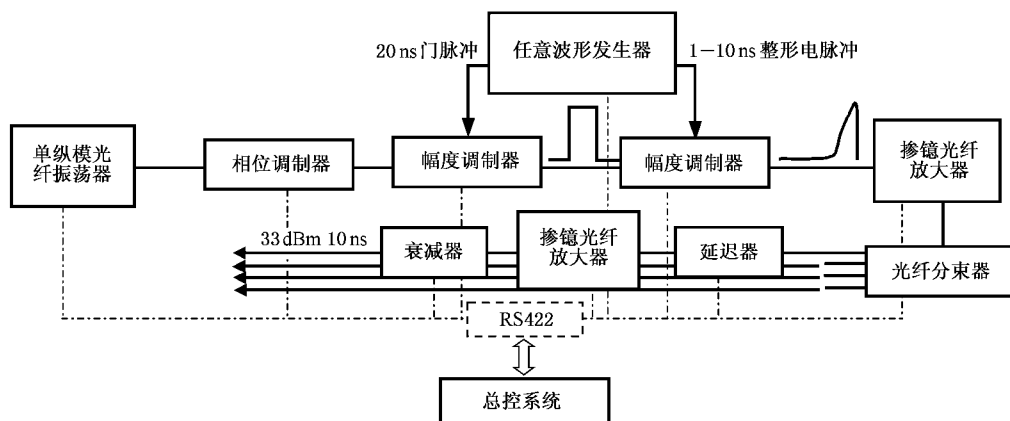 20 ns 门脉冲
任意波形发生器
1－10 ns 整形电脉冲
单纵模光
纤振荡器
相位调制器
幅度调制器
幅度调制器
掺镱光纤
放大器
33 dBm 10 ns
衰减器
掺镱光纤
放大器
延迟器
光纤分束器
RS422
总控系统